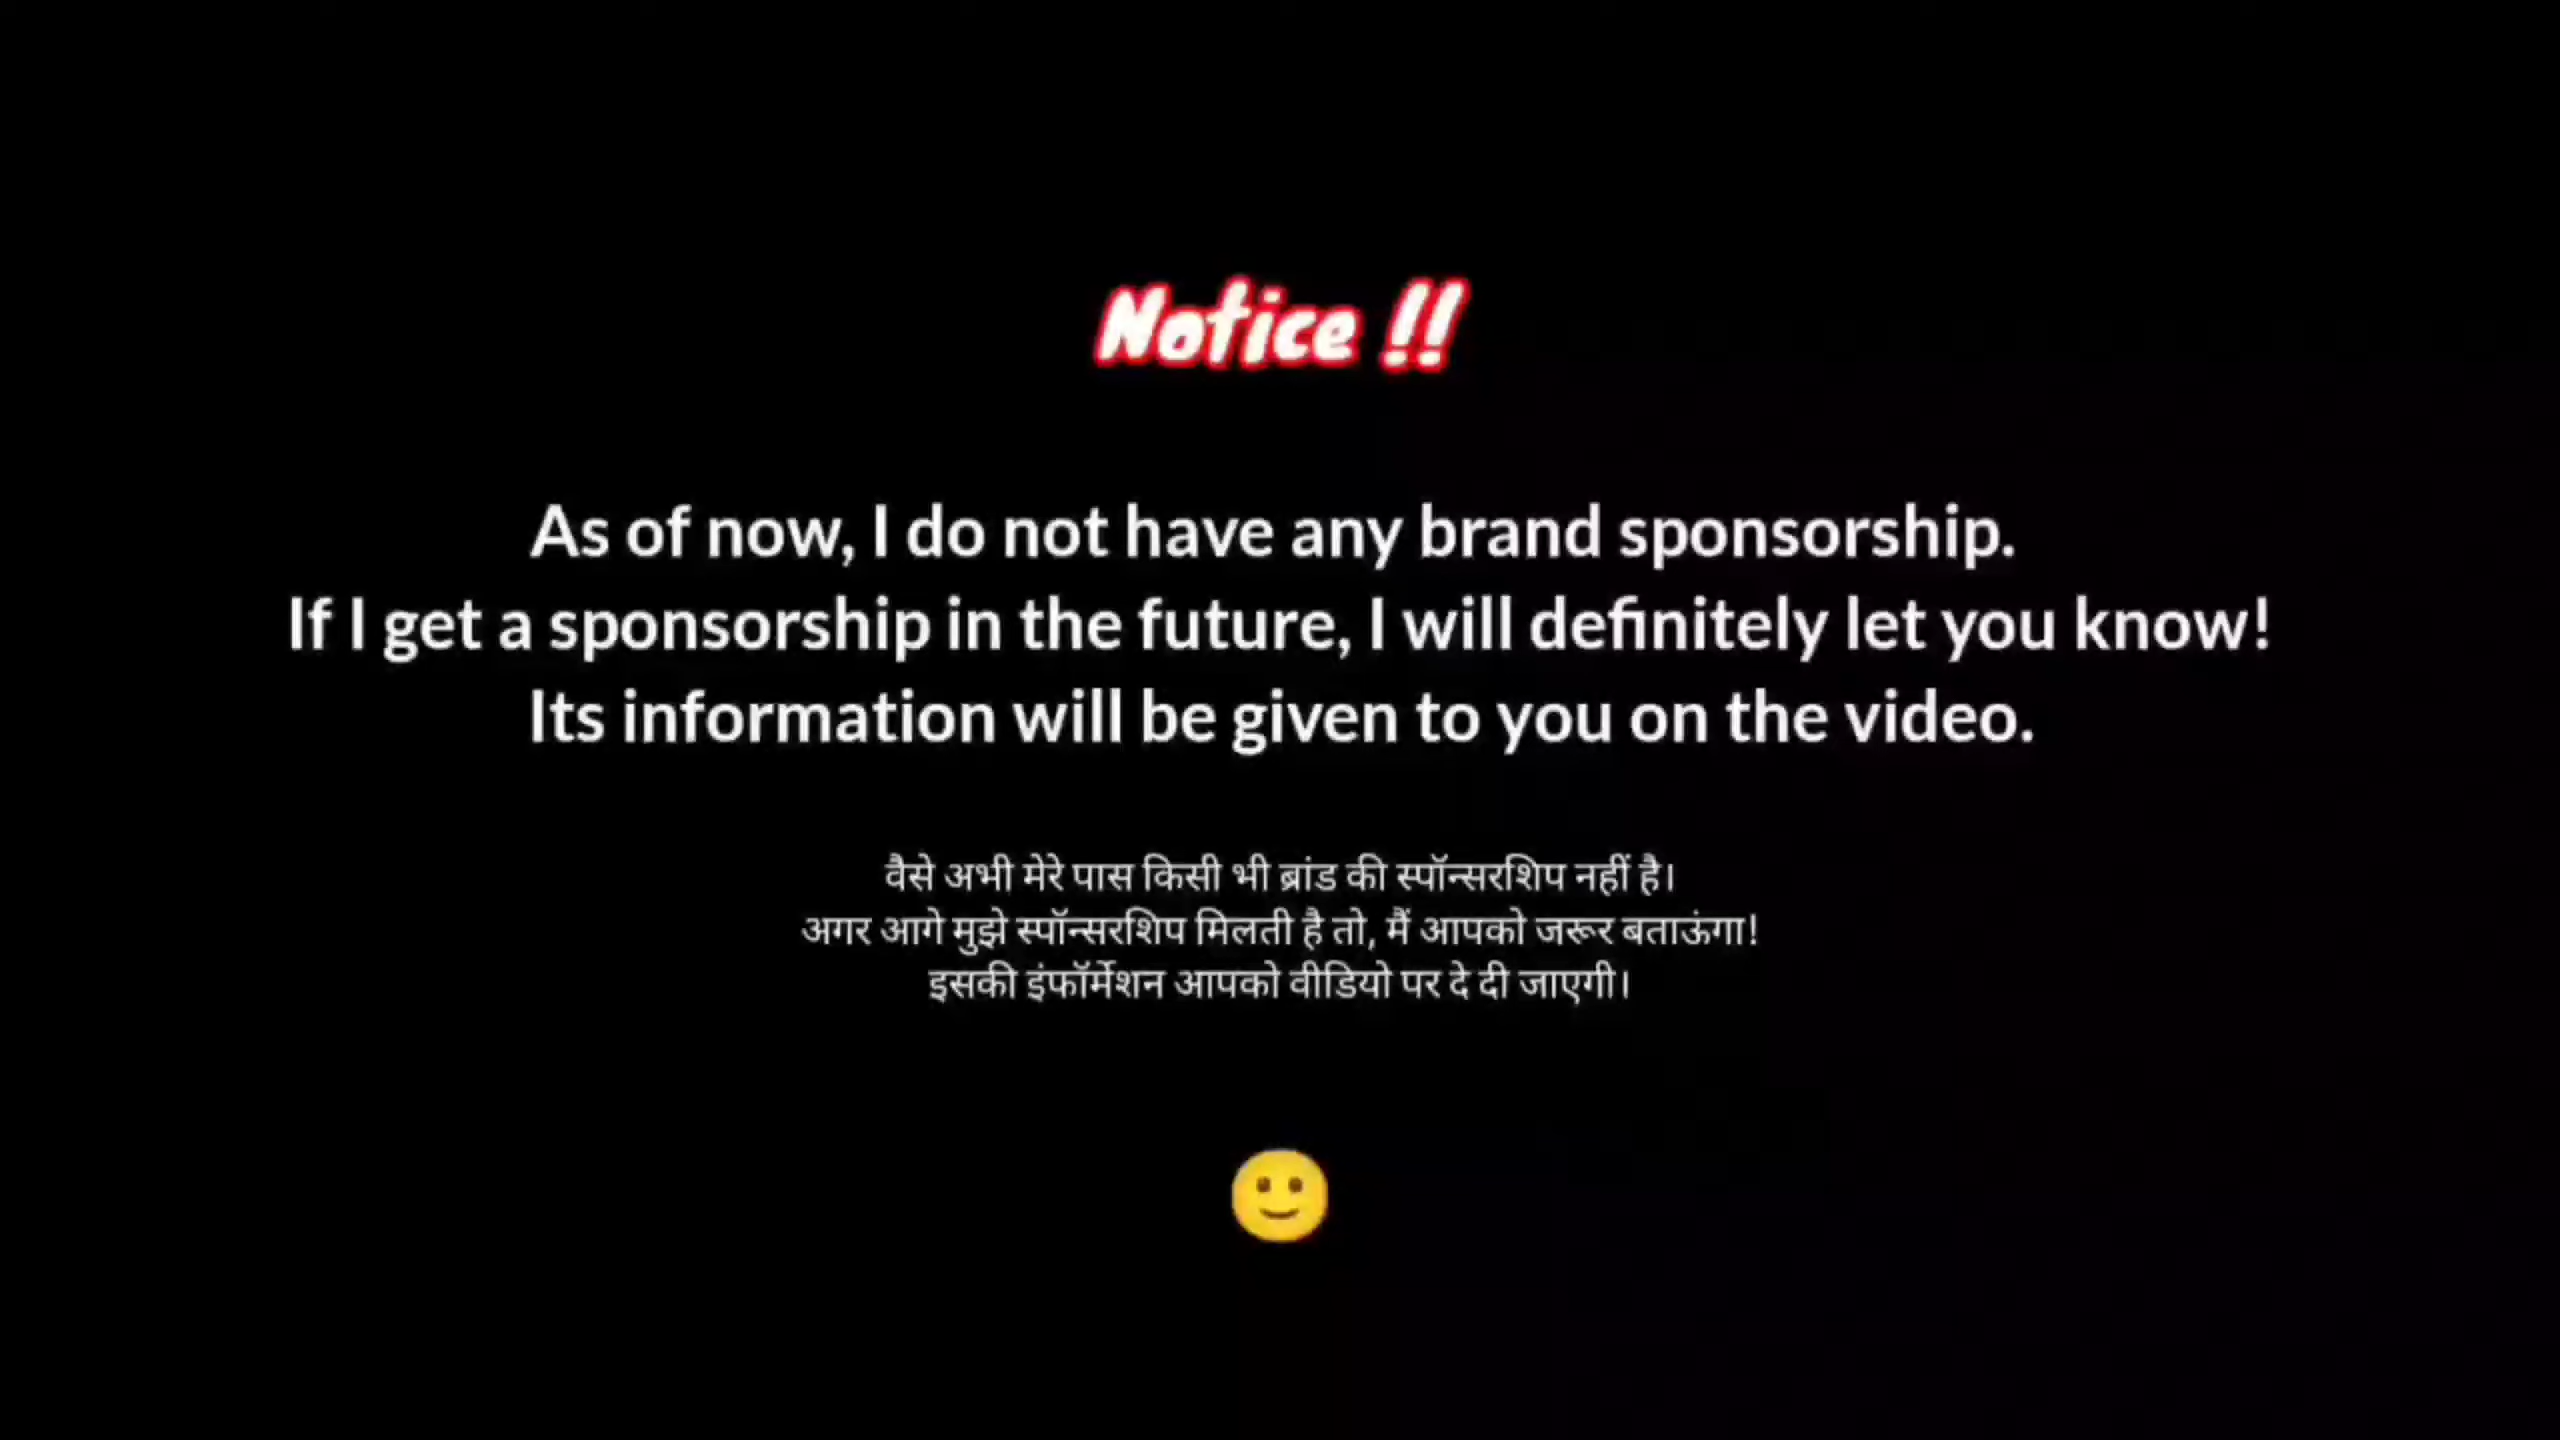 Notice !!
As of now, I do not have any brand sponsorship.
If I get a sponsorship in the future, I will definitely let you know!
Its information will be given to you on the video.
वैसे अभी मेरे पास किसी भी ब्रांड की स्पॉन्सरशिप नहीं है।
अगर आगे मुझे स्पॉन्सरशिप मिलती है तो, मैं आपको जरूर बताऊंगा!
इसकी इंफॉर्मेशन आपको वीडियो पर दे दी जाएगी।